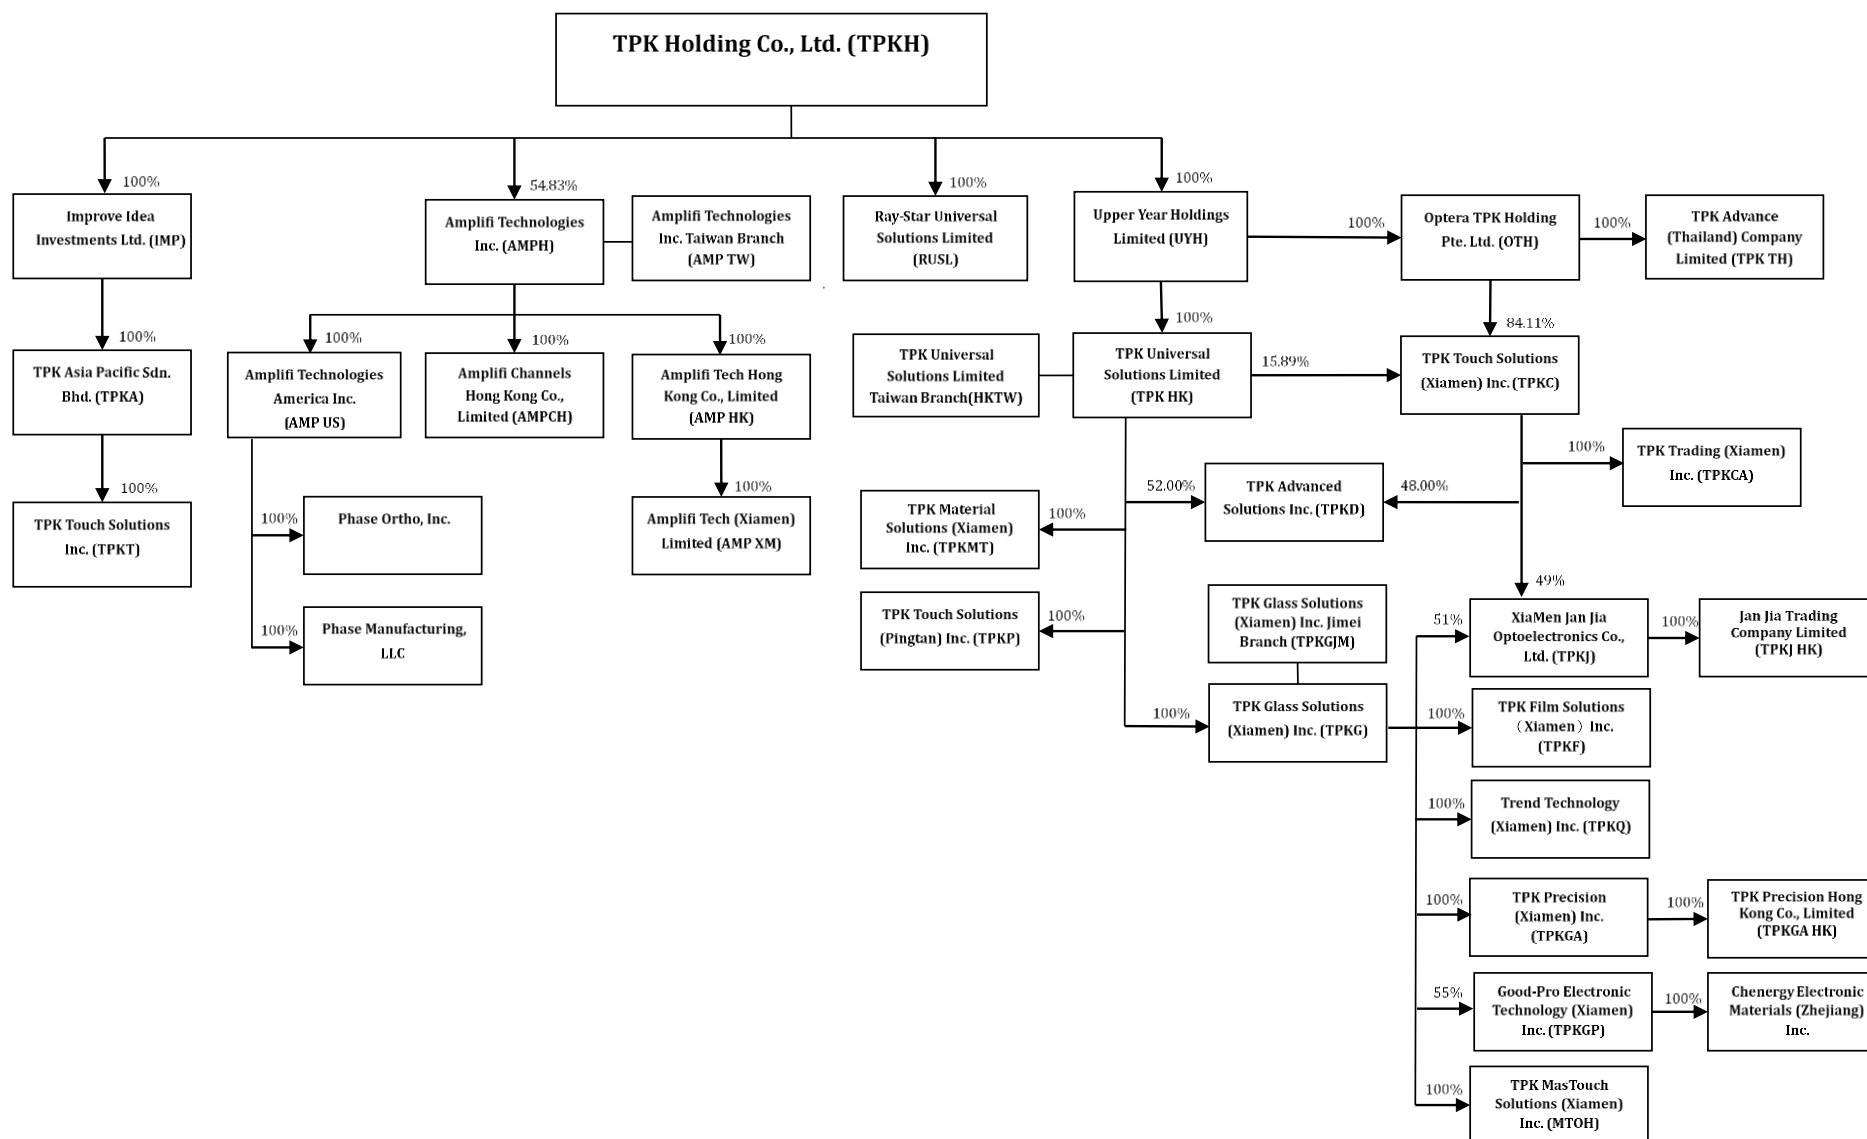 TPK Holding Co., Ltd. (TPKH)
100%
54.83%
100%
100%
Improve Idea
Investments Ltd. (IMP)
Amplifi Technologies
Inc. (AMPH)
Amplifi Technologies
Inc. Taiwan Branch
(AMP TW)
Ray-Star Universal
Solutions Limited
(RUSL)
Upper Year Holdings
Limited (UYH)
100%
Optera TPK Holding
Pte. Ltd. (OTH)
100%
TPK Advance
(Thailand) Company
Limited (TPK TH)
100%
100%
100%
100%
100%
84.11%
TPK Asia Pacific Sdn.
Bhd. (TPKA)
Amplifi Technologies
America Inc.
(AMP US)
Amplifi Channels
Hong Kong Co.,
Limited (AMPCH)
Amplifi Tech Hong
Kong Co., Limited
(AMP HK)
TPK Universal
Solutions Limited
Taiwan Branch(HKTW)
TPK Universal
Solutions Limited
(TPK HK)
15.89%
TPK Touch Solutions
(Xiamen) Inc. (TPKC)
100%
TPK Trading (Xiamen)
Inc. (TPKCA)
100%
100%
52.00%
TPK Advanced
Solutions Inc. (TPKD)
48.00%
TPK Touch Solutions
Inc. (TPKT)
100%
Phase Ortho, Inc.
Amplifi Tech (Xiamen)
Limited (AMP XM)
TPK Material
Solutions (Xiamen)
Inc. (TPKMT)
100%
49%
100%
Phase Manufacturing,
LLC
TPK Touch Solutions
(Pingtan) Inc. (TPKP)
100%
TPK Glass Solutions
(Xiamen) Inc. Jimei
Branch (TPKGJM)
51%
XiaMen Jan Jia
Optoelectronics Co.,
Ltd. (TPKJ)
100%
Jan Jia Trading
Company Limited
(TPKJ HK)
100%
TPK Glass Solutions
(Xiamen) Inc. (TPKG)
100%
TPK Film Solutions
（Xiamen）Inc.
(TPKF)
100%
Trend Technology
(Xiamen) Inc. (TPKQ)
100%
TPK Precision
(Xiamen) Inc.
(TPKGA)
100%
TPK Precision Hong
Kong Co., Limited
(TPKGA HK)
55%
Good-Pro Electronic
Technology (Xiamen)
Inc. (TPKGP)
100%
Chenergy Electronic
Materials (Zhejiang)
Inc.
100%
TPK MasTouch
Solutions (Xiamen)
Inc. (MTOH)